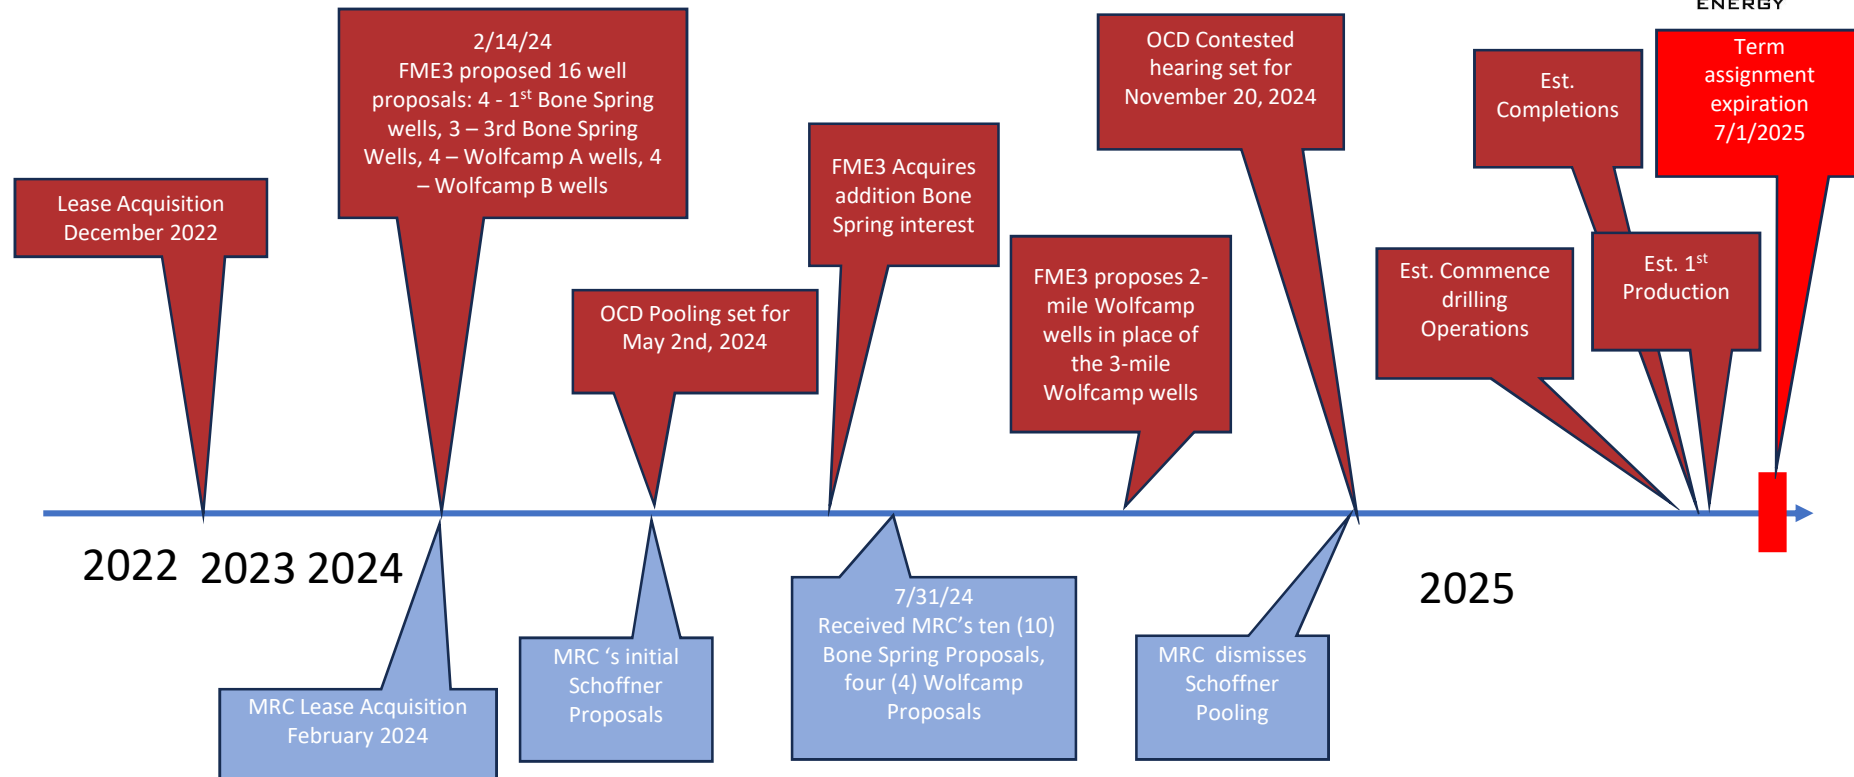 ENERGY
2/14/24
FME3 proposed 16 well
proposals: 4 - 1st Bone Spring
wells, 3 – 3rd Bone Spring
Wells, 4 – Wolfcamp A wells, 4
– Wolfcamp B wells
OCD Contested
hearing set for
November 20, 2024
Term
assignment
expiration
7/1/2025
Est.
Completions
Lease Acquisition
December 2022
FME3 Acquires
addition Bone
Spring interest
OCD Pooling set for
May 2nd, 2024
FME3 proposes 2-
mile Wolfcamp
wells in place of
the 3-mile
Wolfcamp wells
Est. Commence
drilling
Operations
Est. 1st
Production
2022 2023 2024
2025
MRC Lease Acquisition
February 2024
MRC ‘s initial
Schoffner
Proposals
7/31/24
Received MRC’s ten (10)
Bone Spring Proposals,
four (4) Wolfcamp
Proposals
MRC dismisses
Schoffner
Pooling